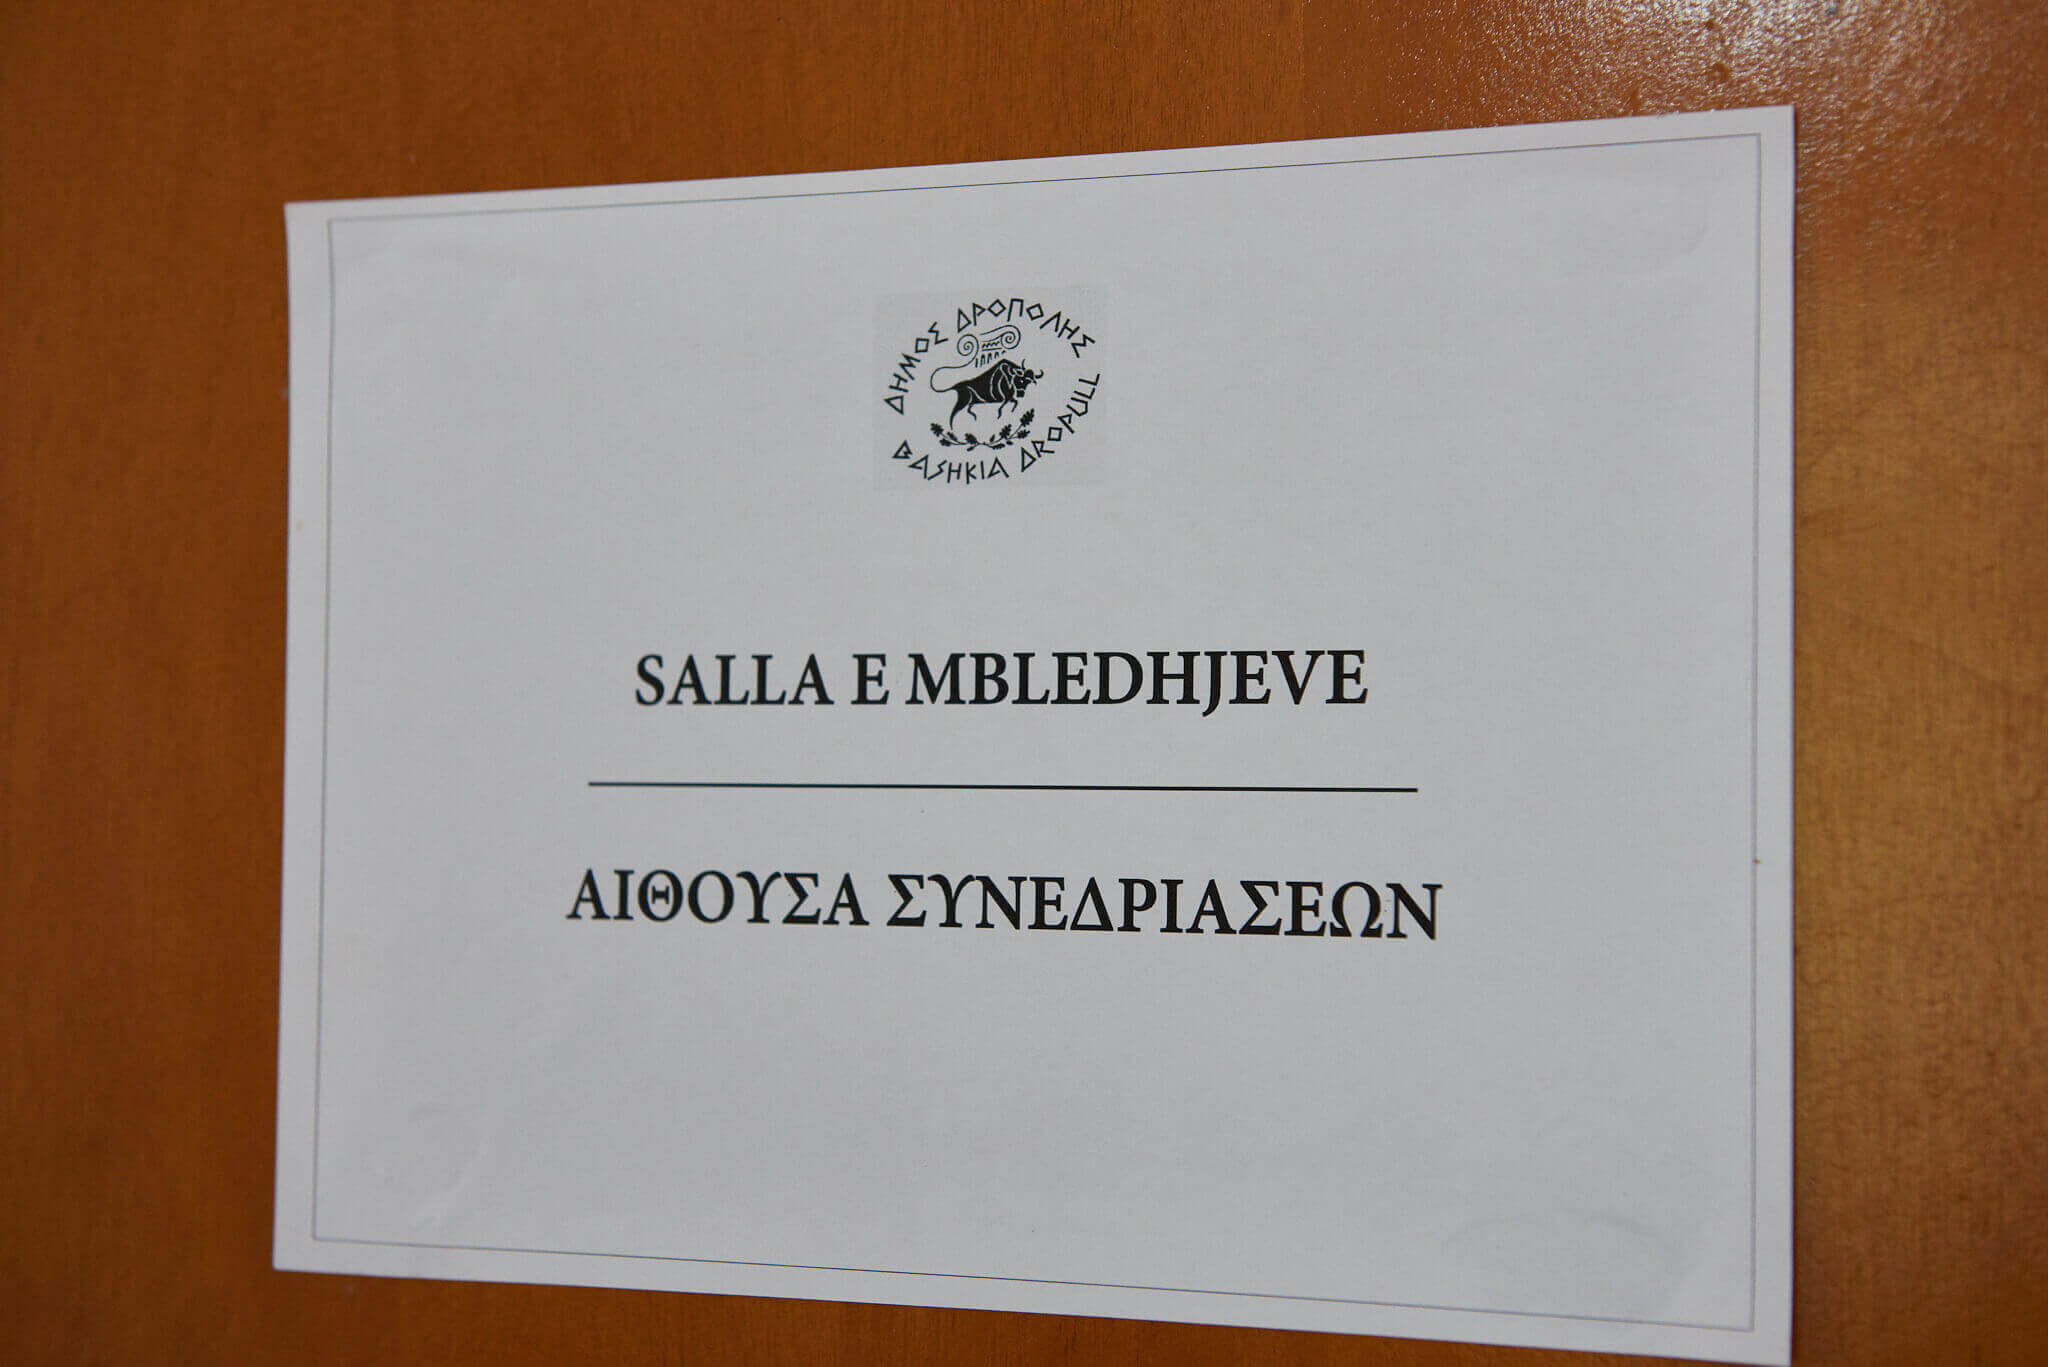 ΔΗΜΟΣ ΔΡΟΠΟΛΗΣ
BASHKIA DROPULL
SALLA E MBLEDHJEVE
ΑΙΘΟΥΣΑ ΣΥΝΕΔΡΙΑΣΕΩΝ